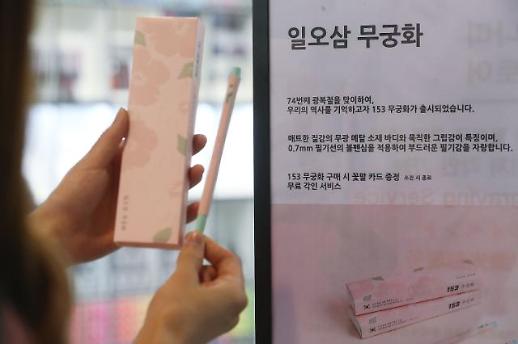 일오삼 무궁화
74번째 광복절을 맞이하여,
우리의 역사를 기억하고자 153 무궁화가 출시되었습니다.
매트한 질감의 무광 메탈 소재 바디와 묵직한 그립감이 특징이며,
0.7mm 필기선의 볼펜심을 적용하여 부드러운 필기감을 자랑합니다.
153 무궁화 구매 시 꽃말 카드 증정 소진 시 종료
무료 각인 서비스
153
153